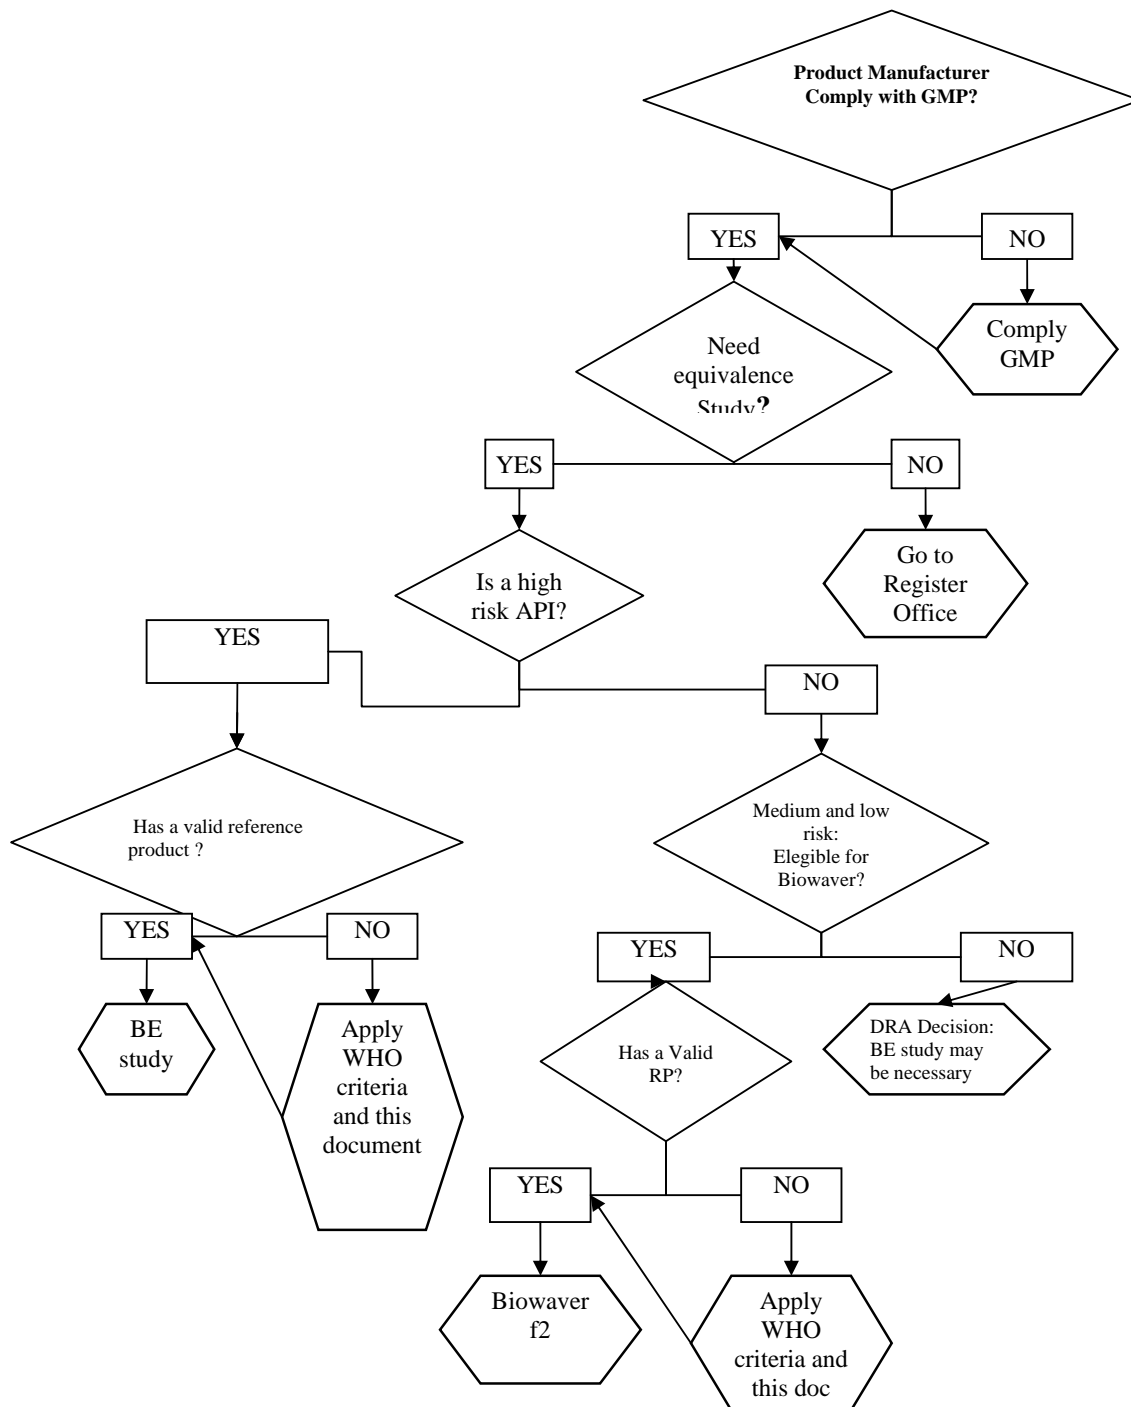 Product Manufacturer
Comply with GMP?
YES
NO
Need
equivalence
Study?
Comply
GMP
YES
NO
Is a high
risk API?
Go to
Register
Office
YES
NO
Has a valid reference
product ?
Medium and low
risk:
Elegible for
Biowaver?
YES
NO
YES
NO
BE
study
Apply
WHO
criteria
and this
document
Has a Valid
RP?
DRA Decision:
BE study may
be necessary
YES
NO
Biowaver
f2
Apply
WHO
criteria and
this doc